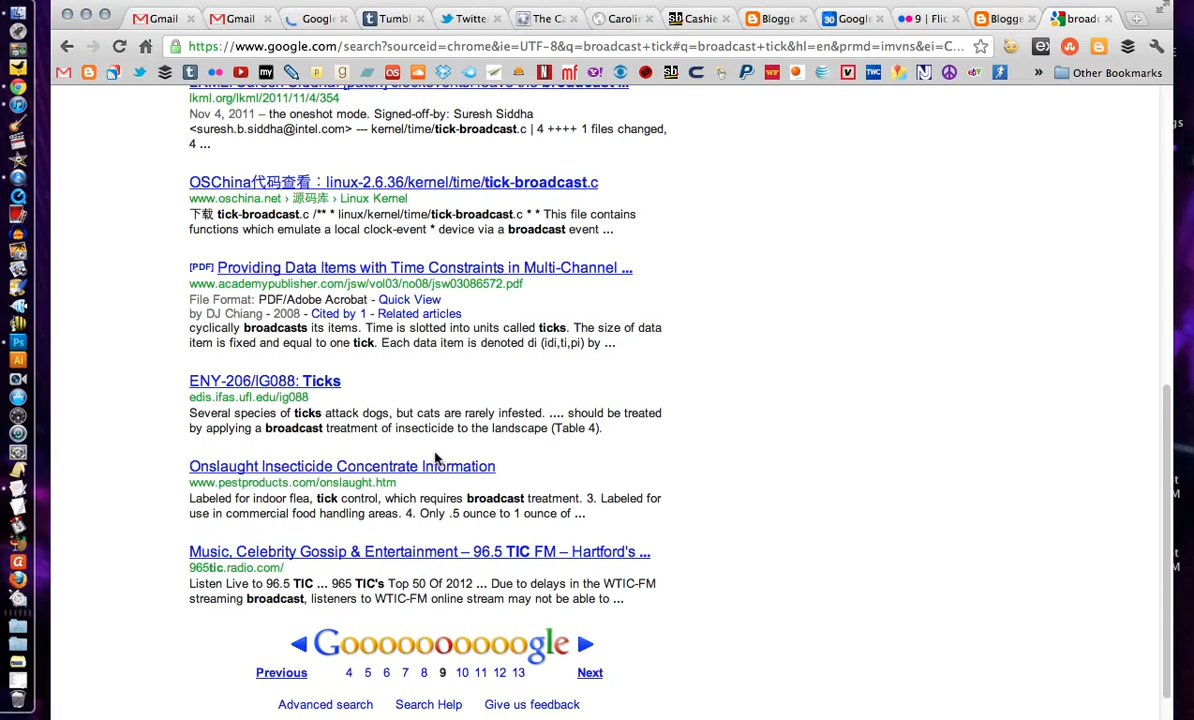 Gmail
Gmail
Google
Tumbl
Twitte
The C
Carolin
Cashie
Blogge
Google
9 | Flic
Blogge
broadc
https://www.google.com/search?sourceid=chrome&ie=UTF-8&q=broadcast+tick#q=broadcast+tick&hl=en&prmd=imvns&ei=C...
» Other Bookmarks
lkml.org/lkml/2011/11/4/354
Nov 4, 2011 – the oneshot mode. Signed-off-by: Suresh Siddha
<suresh.b.siddha@intel.com> --- kernel/time/tick-broadcast.c | 4 ++++ 1 files changed,
4 ...
OSChina代码查看：linux-2.6.36/kernel/time/tick-broadcast.c
www.oschina.net › 源码库 › Linux Kernel
下载 tick-broadcast.c /** * linux/kernel/time/tick-broadcast.c * * This file contains
functions which emulate a local clock-event * device via a broadcast event ...
[PDF] Providing Data Items with Time Constraints in Multi-Channel ...
www.academypublisher.com/jsw/vol03/no08/jsw03086572.pdf
File Format: PDF/Adobe Acrobat - Quick View
by DJ Chiang - 2008 - Cited by 1 - Related articles
cyclically broadcasts its items. Time is slotted into units called ticks. The size of data
item is fixed and equal to one tick. Each data item is denoted di (idi,ti,pi) by ...
ENY-206/IG088: Ticks
edis.ifas.ufl.edu/ig088
Several species of ticks attack dogs, but cats are rarely infested. .... should be treated
by applying a broadcast treatment of insecticide to the landscape (Table 4).
Onslaught Insecticide Concentrate Information
www.pestproducts.com/onslaught.htm
Labeled for indoor flea, tick control, which requires broadcast treatment. 3. Labeled for
use in commercial food handling areas. 4. Only .5 ounce to 1 ounce of ...
Music, Celebrity Gossip & Entertainment – 96.5 TIC FM – Hartford's ...
965tic.radio.com/
Listen Live to 96.5 TIC ... 965 TIC's Top 50 Of 2012 ... Due to delays in the WTIC-FM
streaming broadcast, listeners to WTIC-FM online stream may not be able to ...
Goooooooooogle
Previous 4 5 6 7 8 9 10 11 12 13 Next
Advanced search Search Help Give us feedback